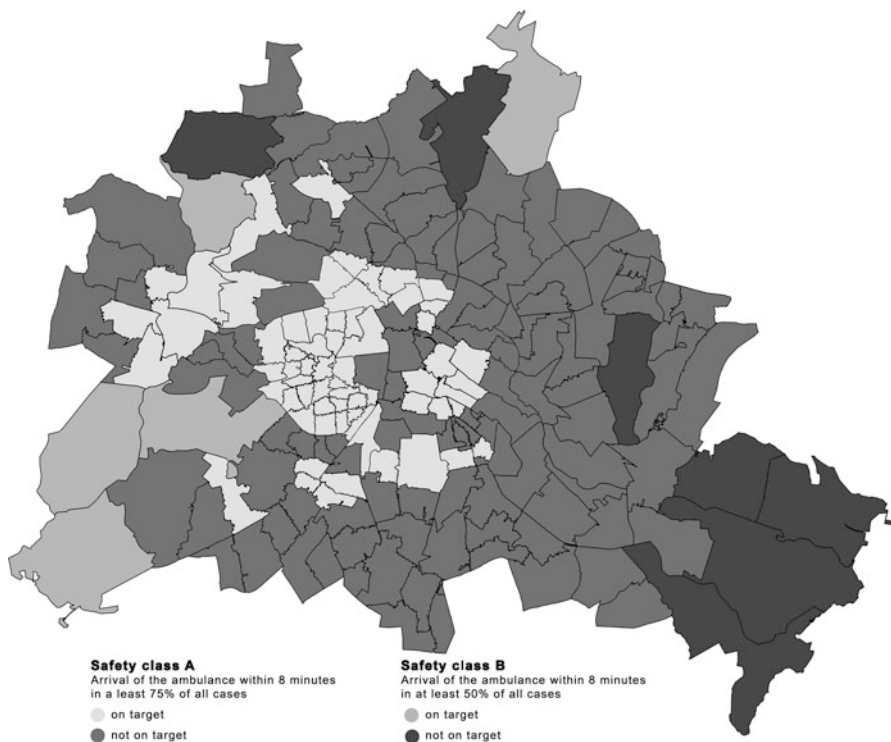 Safety class A
Arrival of the ambulance within 8 minutes
in a least 75% of all cases
on target
not on target
Safety class B
Arrival of the ambulance within 8 minutes
in at least 50% of all cases
on target
not on target